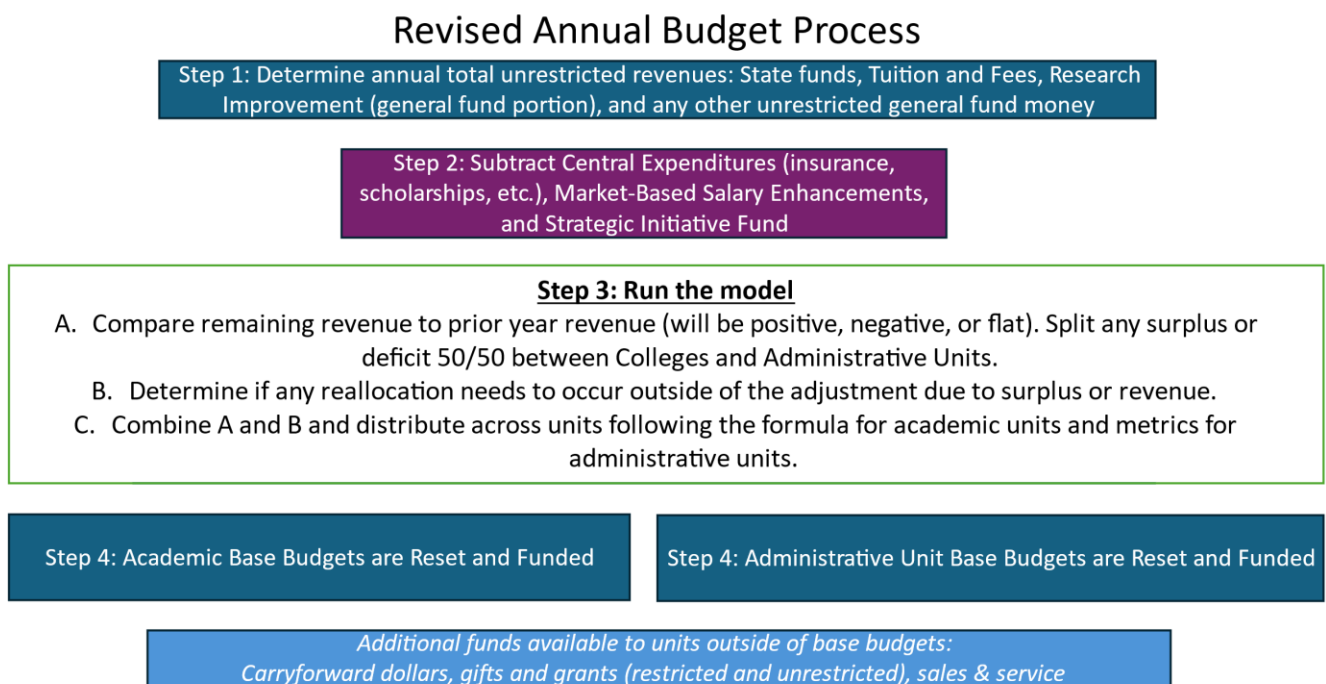 Revised Annual Budget Process
Step 1: Determine annual total unrestricted revenues: State funds, Tuition and Fees, Research
Improvement (general fund portion), and any other unrestricted general fund money
Step 2: Subtract Central Expenditures (insurance,
scholarships, etc.), Market-Based Salary Enhancements,
and Strategic Initiative Fund
Step 3: Run the model
A. Compare remaining revenue to prior year revenue (will be positive, negative, or flat). Split any surplus or
deficit 50/50 between Colleges and Administrative Units.
B. Determine if any reallocation needs to occur outside of the adjustment due to surplus or revenue.
C. Combine A and B and distribute across units following the formula for academic units and metrics for
administrative units.
Step 4: Academic Base Budgets are Reset and Funded
Step 4: Administrative Unit Base Budgets are Reset and Funded
Additional funds available to units outside of base budgets:
Carryforward dollars, gifts and grants (restricted and unrestricted), sales & service